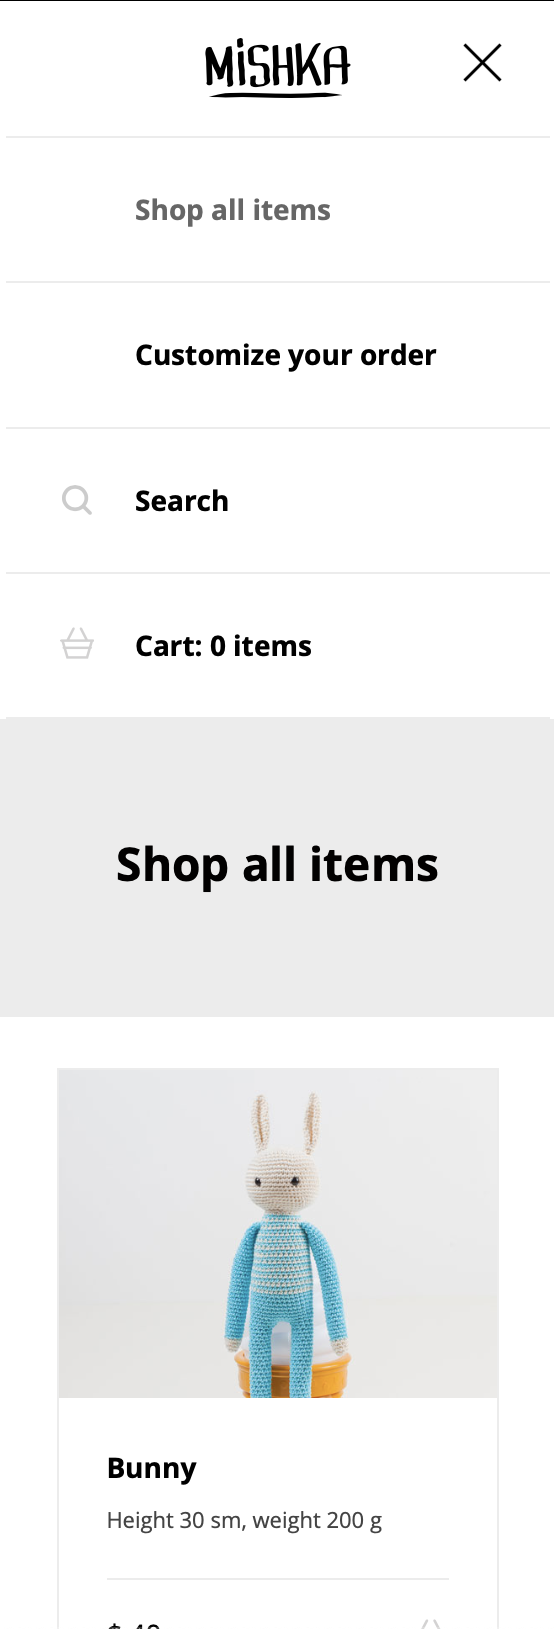 MiSHKA
Shop all items
Customize your order
Search
Cart: 0 items
Shop all items
Bunny
Height 30 sm, weight 200 g